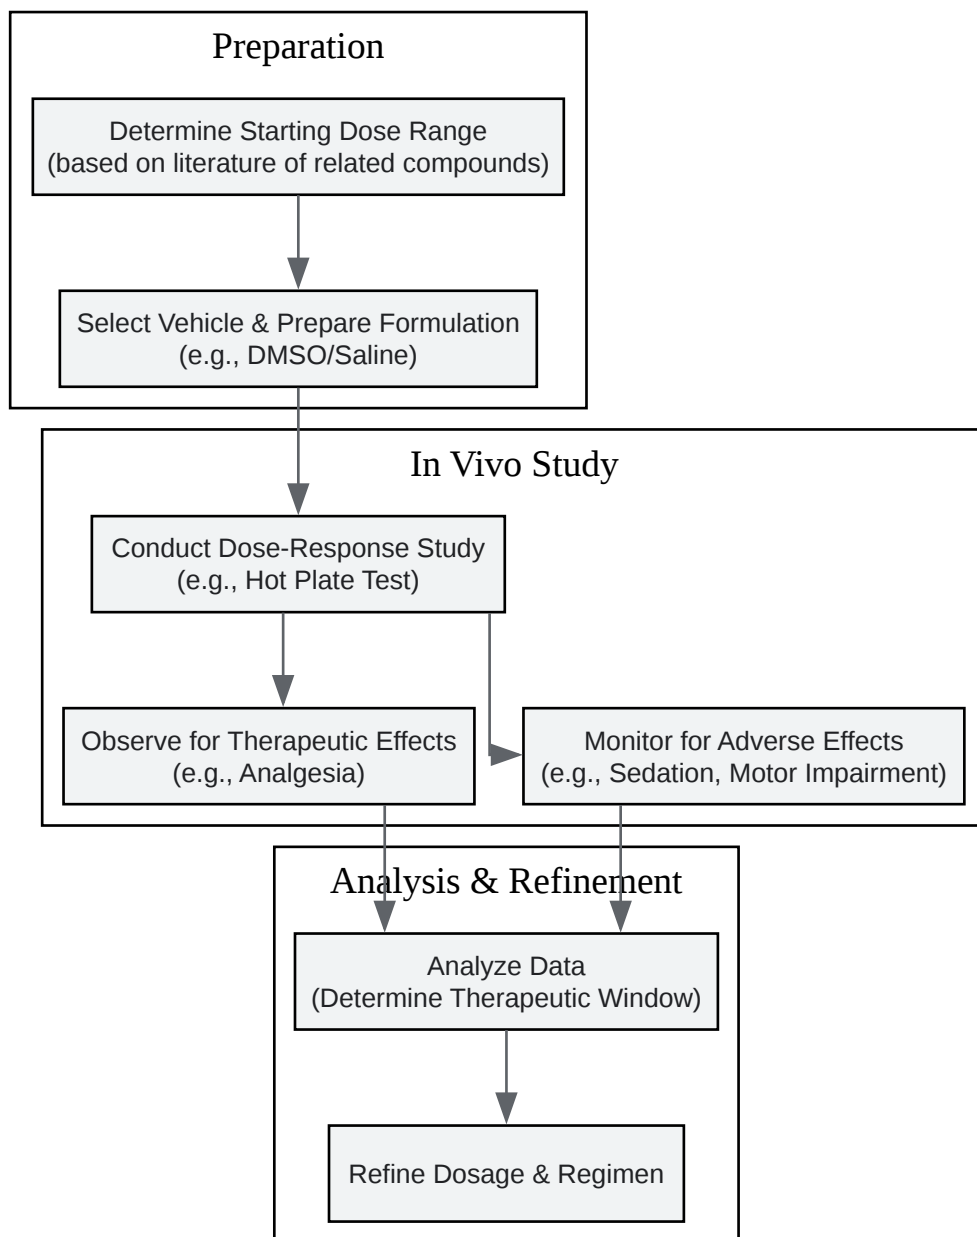 Preparation
Determine Starting Dose Range
(based on literature of related compounds)
Select Vehicle & Prepare Formulation
(e.g., DMSO/Saline)
In Vivo Study
Conduct Dose-Response Study
(e.g., Hot Plate Test)
Observe for Therapeutic Effects
(e.g., Analgesia)
Monitor for Adverse Effects
(e.g., Sedation, Motor Impairment)
Analysis & Refinement
Analyze Data
(Determine Therapeutic Window)
Refine Dosage & Regimen